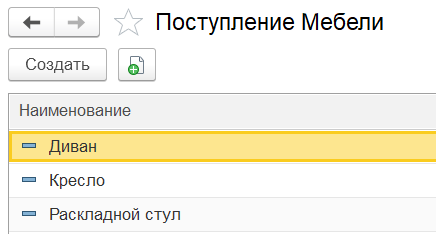 Поступление Мебели
Создать
Наименование
Диван
Кресло
Раскладной стул